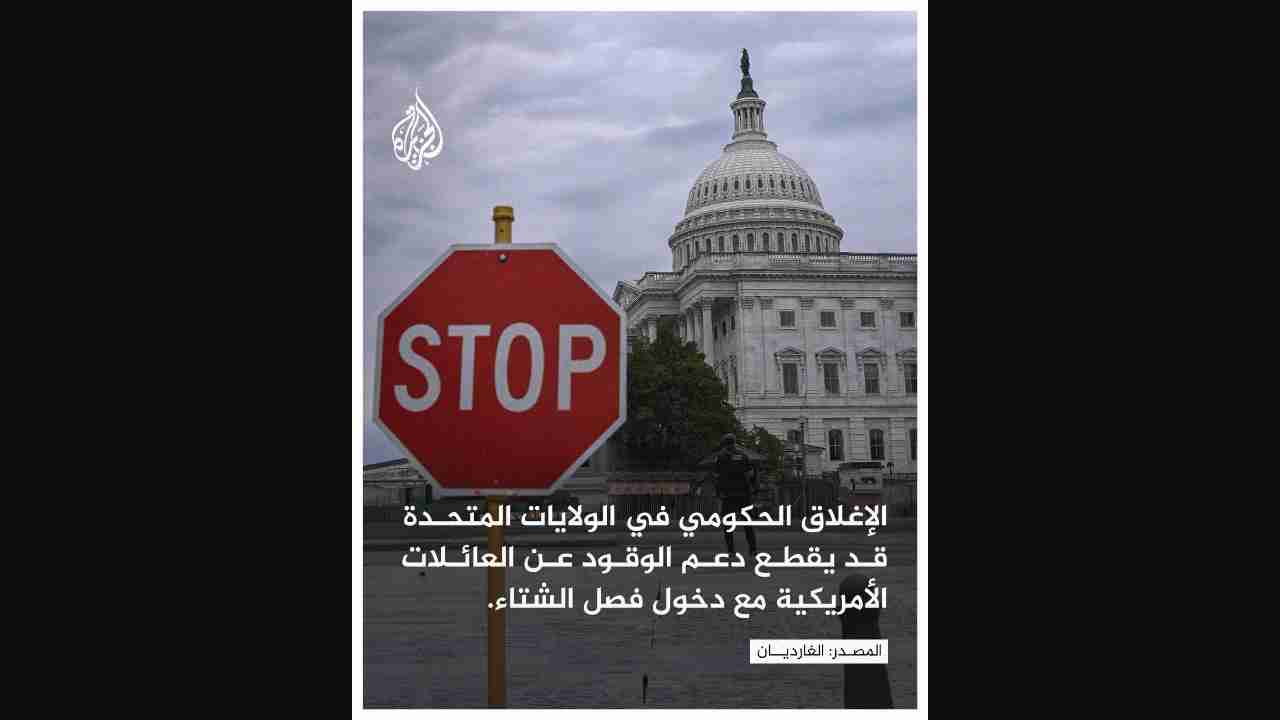 الجزيرة
STOP
الإغلاق الحكومي في الولايات المتحدة
قد يقطع دعم الوقود عن العائلات
الأمريكية مع دخول فصل الشتاء.
المصدر: الغارديان